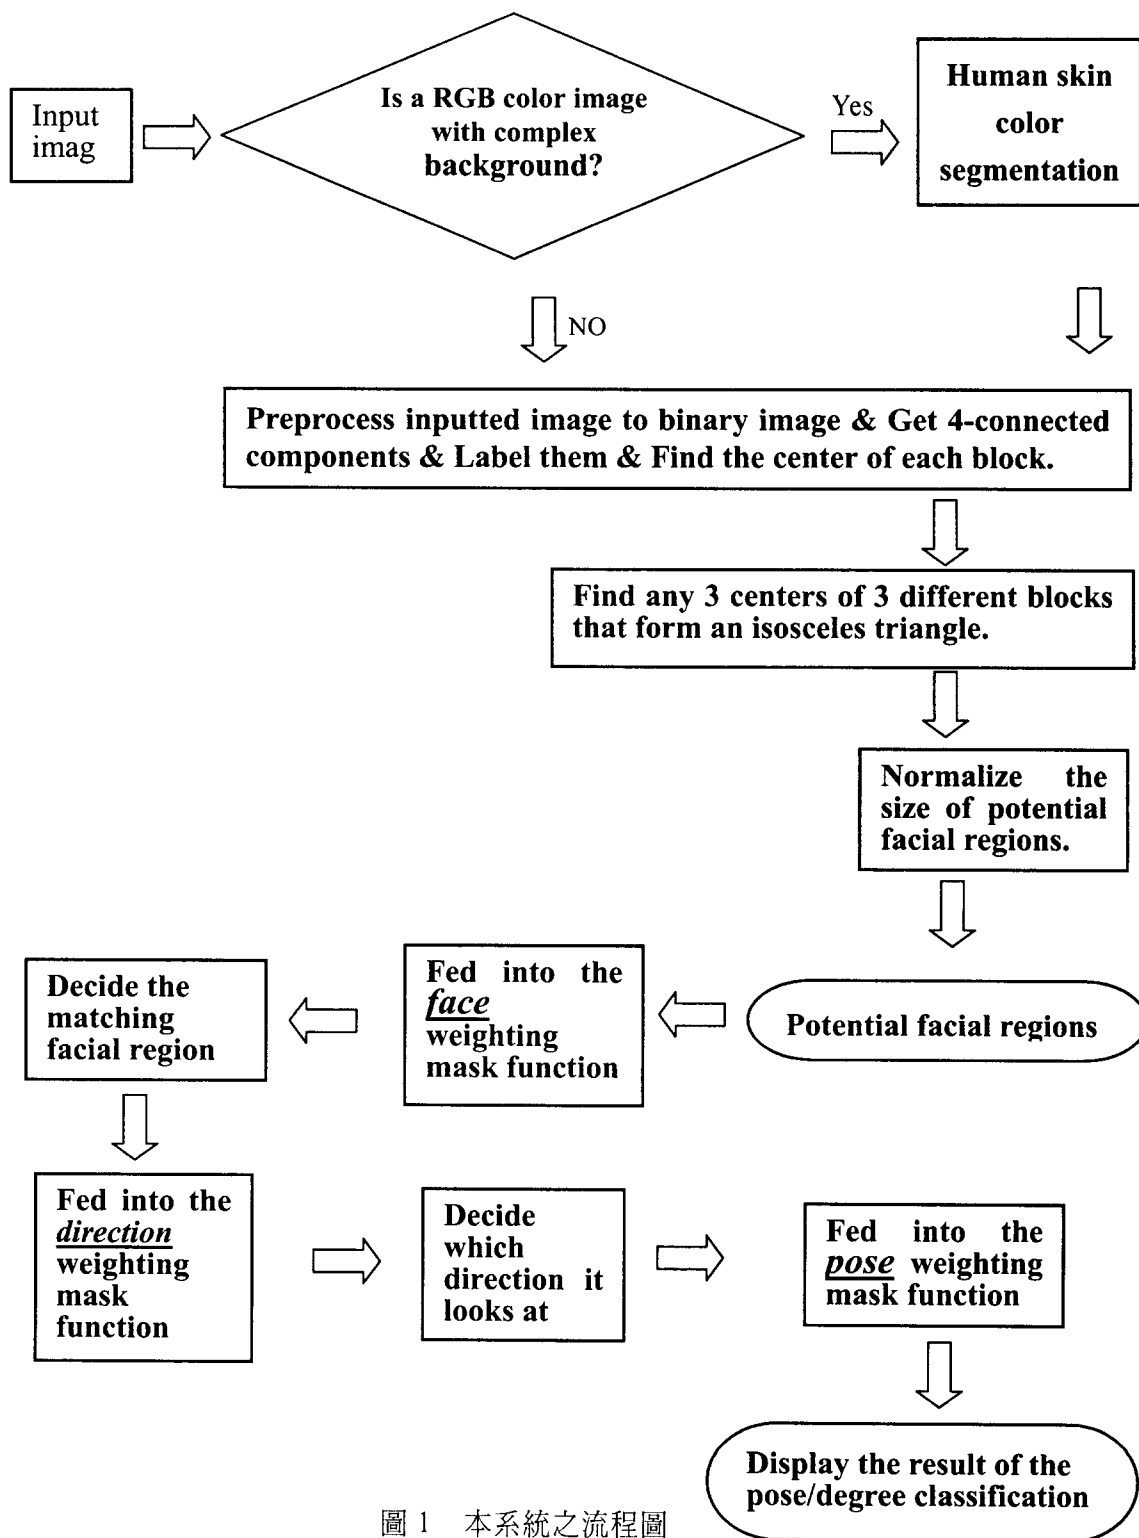 Input
imag
Is a RGB color image
with complex
background?
Yes
Human skin
color
segmentation
NO
Preprocess inputted image to binary image & Get 4-connected
components & Label them & Find the center of each block.
Find any 3 centers of 3 different blocks
that form an isosceles triangle.
Normalize the
size of potential
facial regions.
Potential facial regions
Fed into the
face
weighting
mask function
Decide the
matching
facial region
Fed into the
direction
weighting
mask
function
Decide
which
direction it
looks at
Fed into the
pose weighting
mask function
Display the result of the
pose/degree classification
圖 1 本系統之流程圖